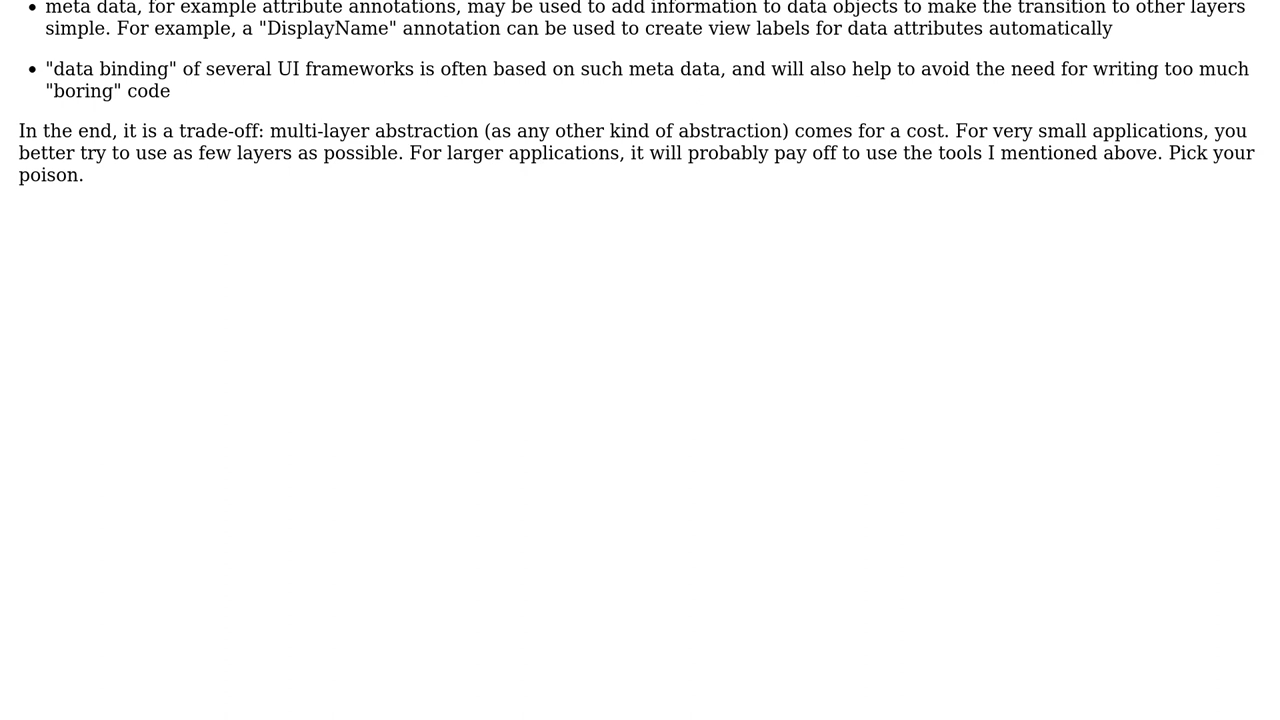 • meta data, for example attribute annotations, may be used to add information to data objects to make the transition to other layers
simple. For example, a "DisplayName" annotation can be used to create view labels for data attributes automatically
• "data binding" of several UI frameworks is often based on such meta data, and will also help to avoid the need for writing too much
"boring" code
In the end, it is a trade-off: multi-layer abstraction (as any other kind of abstraction) comes for a cost. For very small applications, you
better try to use as few layers as possible. For larger applications, it will probably pay off to use the tools I mentioned above. Pick your
poison.